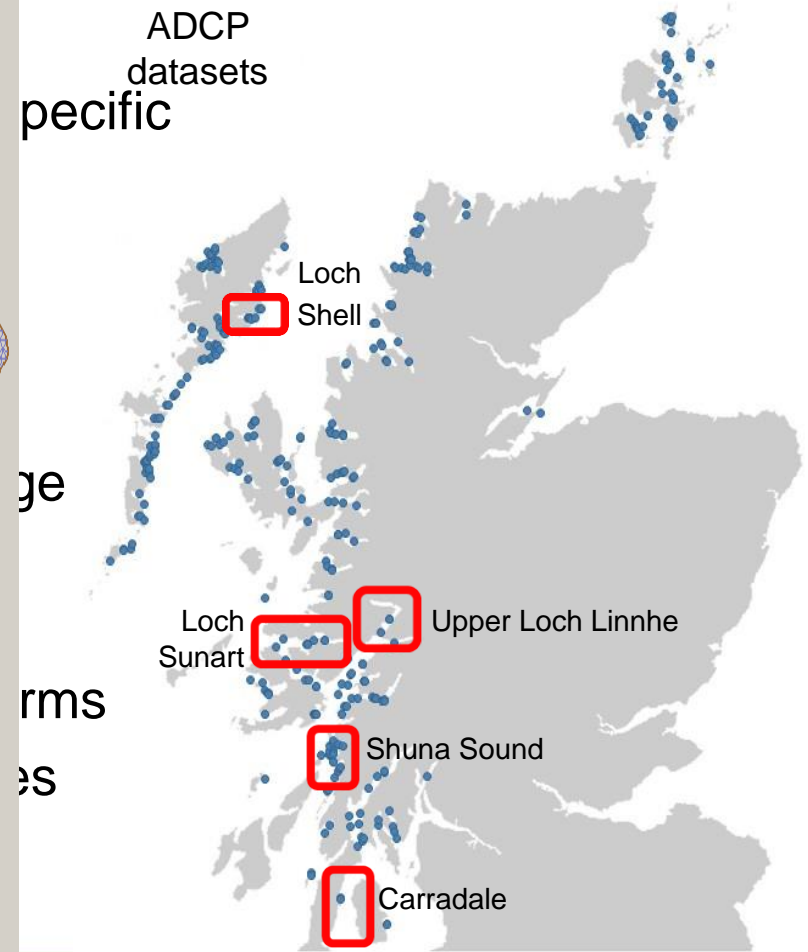 ADCP
datasets
pecific
Loch
Shell
ge
Loch
Sunart
Upper Loch Linnhe
rms
es
Shuna Sound
Carradale